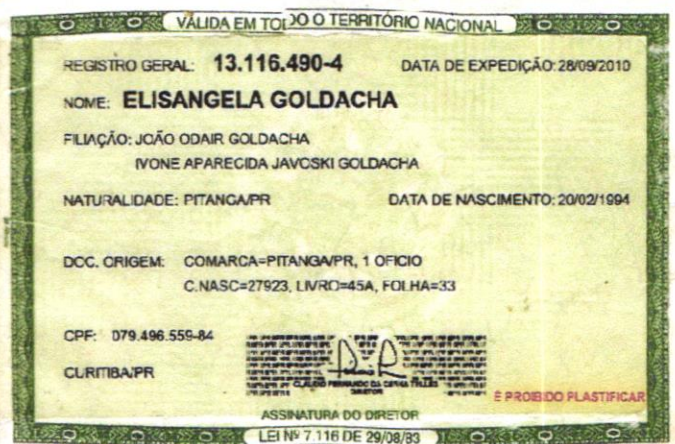 VÁLIDA EM TODO O TERRITÓRIO NACIONAL
REGISTRO GERAL: 13.116.490-4 DATA DE EXPEDIÇÃO: 28/09/2010
NOME: ELISANGELA GOLDACHA
FILIAÇÃO: JOÃO ODAIR GOLDACHA
IVONE APARECIDA JAVOSKI GOLDACHA
NATURALIDADE: PITANGA/PR DATA DE NASCIMENTO: 20/02/1994
DOC. ORIGEM: COMARCA=PITANGA/PR, 1 OFICIO
C.NASC=27923, LIVRO=45A, FOLHA=33
CPF: 079.496.559-84
CURITIBA/PR
DIRETOR
É PROIBIDO PLASTIFICAR
ASSINATURA DO DIRETOR
LEI Nº 7.116 DE 29/08/83